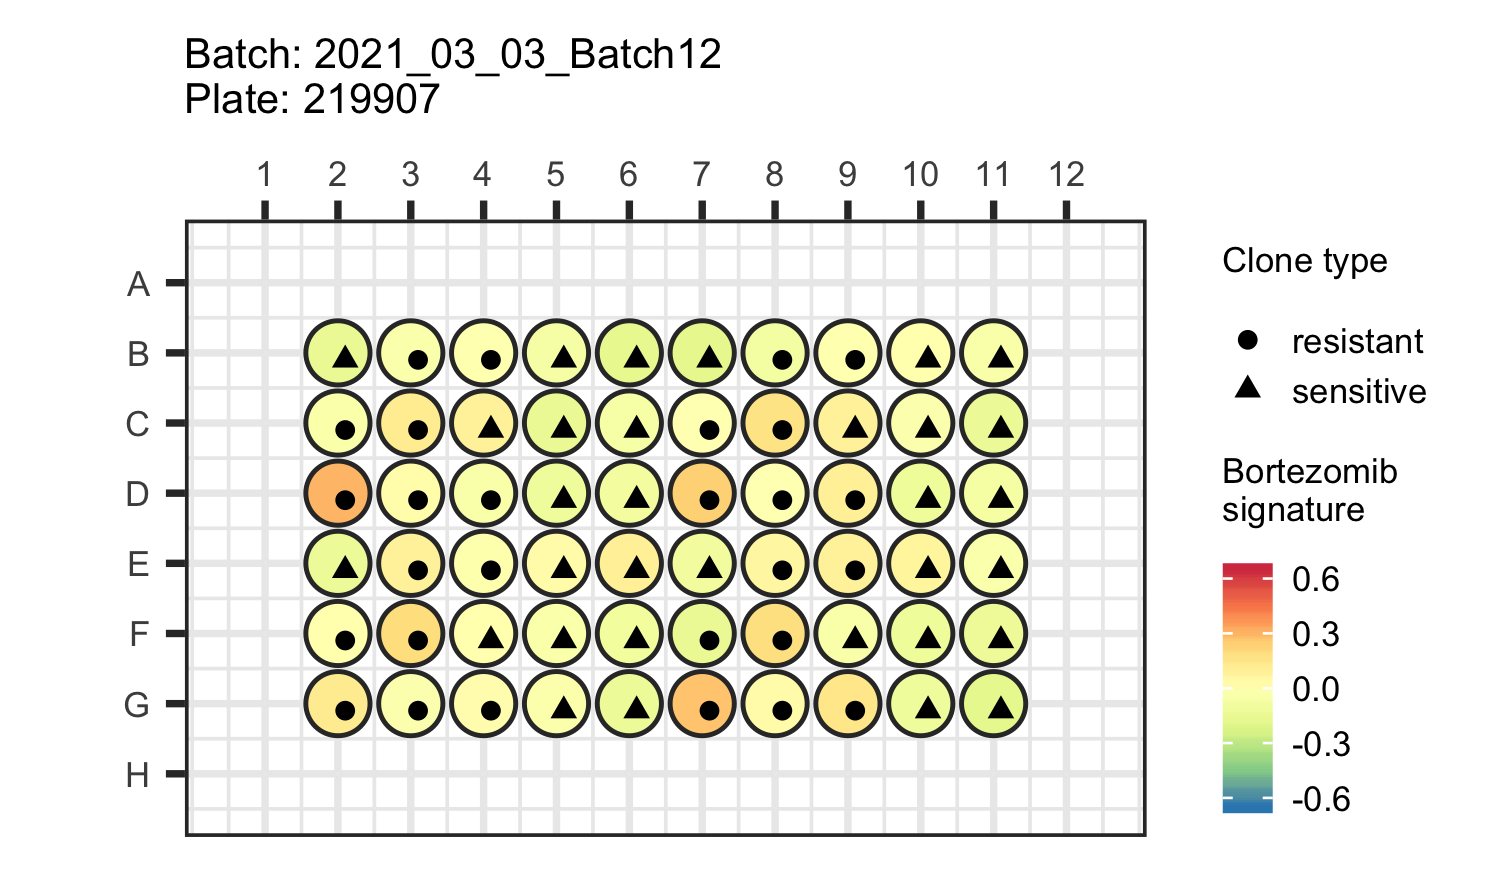 Batch: 2021_03_03_Batch12
Plate: 219907
1 2 3 4 5 6 7 8 9 10 11 12
A
B
C
D
E
F
G
H
Clone type
resistant
sensitive
Bortezomib
signature
0.6
0.3
0.0
-0.3
-0.6